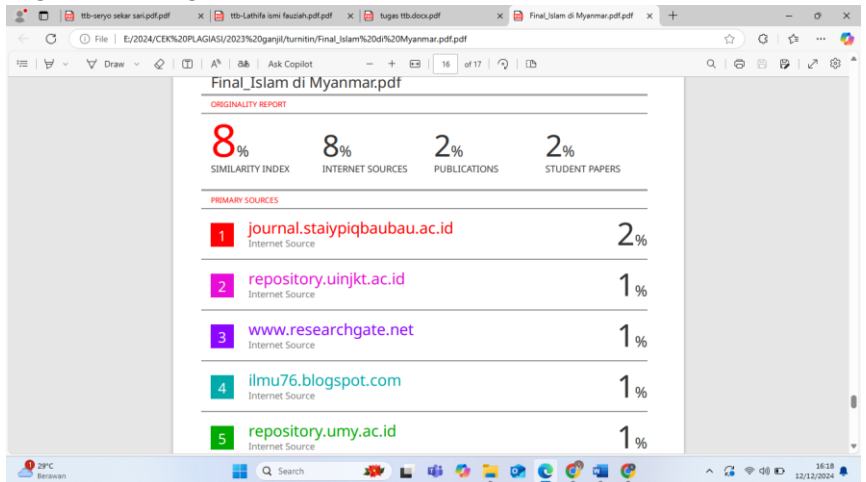 ttb-seryo sekar sari.pdf.pdf
ttb-Lathifa ismi fauziah.pdf.pdf
tugas ttb.docx.pdf
Final_Islam di Myanmar.pdf.pdf
File
E:/2024/CEK%20PLAGIASI/2023%20ganjil/turnitin/Final_Islam%20di%20Myanmar.pdf.pdf
Draw
Ask Copilot
16 of 17
Final_Islam di Myanmar.pdf
ORIGINALITY REPORT
8% 8% 2% 2%
SIMILARITY INDEX INTERNET SOURCES PUBLICATIONS STUDENT PAPERS
PRIMARY SOURCES
1 journal.staiypiqbaubau.ac.id 2%
Internet Source
2 repository.uinjkt.ac.id 1%
Internet Source
3 www.researchgate.net 1%
Internet Source
4 ilmu76.blogspot.com 1%
Internet Source
5 repository.umy.ac.id 1%
Internet Source
29°C
Berawan
Search
16:18
12/12/2024